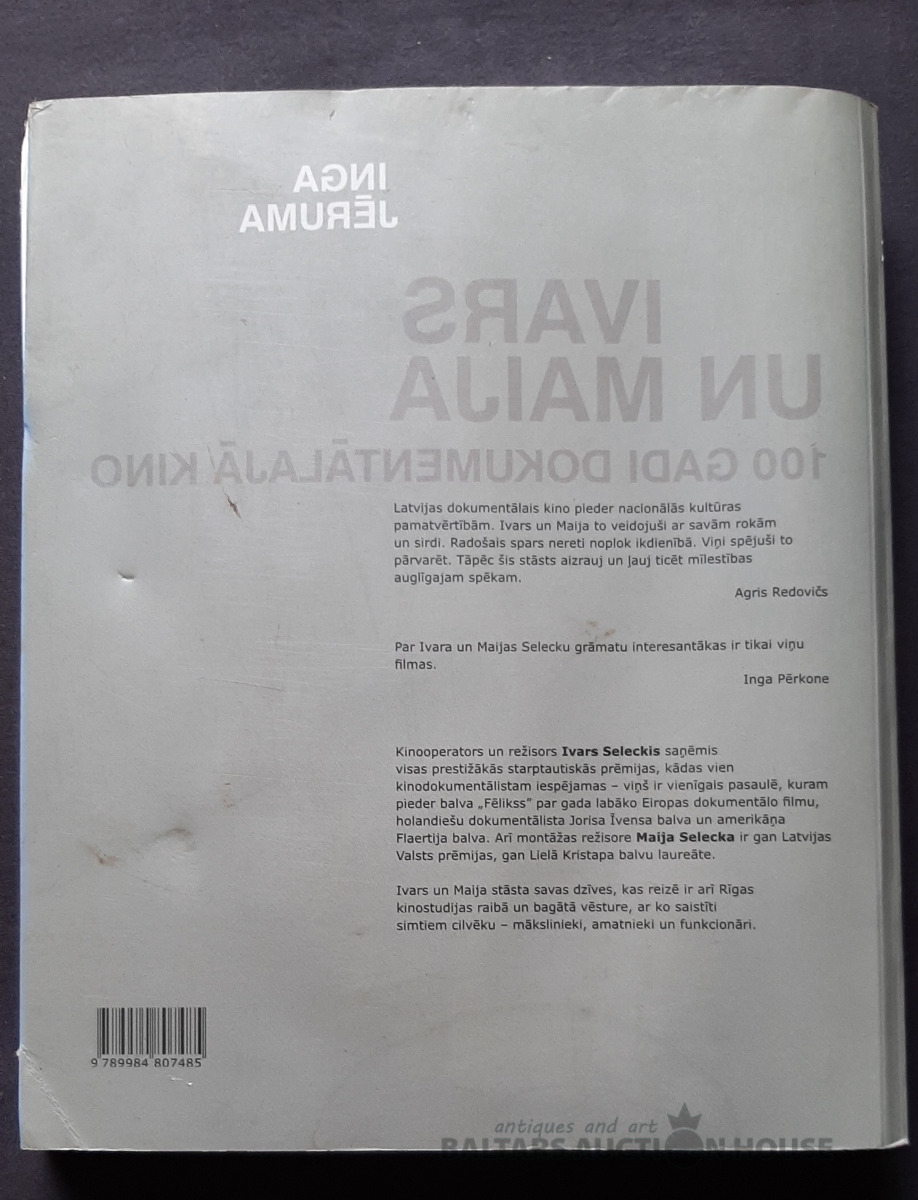 INGA
JĒRUMA
IVARS
UN MAIJA
100 GADI DOKUMENTĀLAJĀ KINO
Latvijas dokumentālais kino pieder nacionālās kultūras
pamatvērtībām. Ivars un Maija to veidojuši ar savām rokām
un sirdi. Radošais spars nereti noplok ikdienībā. Viņi spējuši to
pārvarēt. Tāpēc šis stāsts aizrauj un ļauj ticēt mīlestības
auglīgajam spēkam.
Agris Redovičs
Par Ivara un Maijas Selecku grāmatu interesantākas ir tikai viņu
filmas.
Inga Pērkone
Kinooperators un režisors Ivars Seleckis saņēmis
visas prestižākās starptautiskās prēmijas, kādas vien
kinodokumentālistam iespējamas – viņš ir vienīgais pasaulē, kuram
pieder balva „Fēlikss” par gada labāko Eiropas dokumentālo filmu,
holandiešu dokumentālista Jorisa Īvensa balva un amerikāņa
Flaertija balva. Arī montāžas režisore Maija Selecka ir gan Latvijas
Valsts prēmijas, gan Lielā Kristapa balvu laureāte.
Ivars un Maija stāsta savas dzīves, kas reizē ir arī Rīgas
kinostudijas raibā un bagātā vēsture, ar ko saistīti
simtiem cilvēku – mākslinieki, amatnieki un funkcionāri.
9 789984 807485
antiques and art
BALTARS AUCTION HOUSE